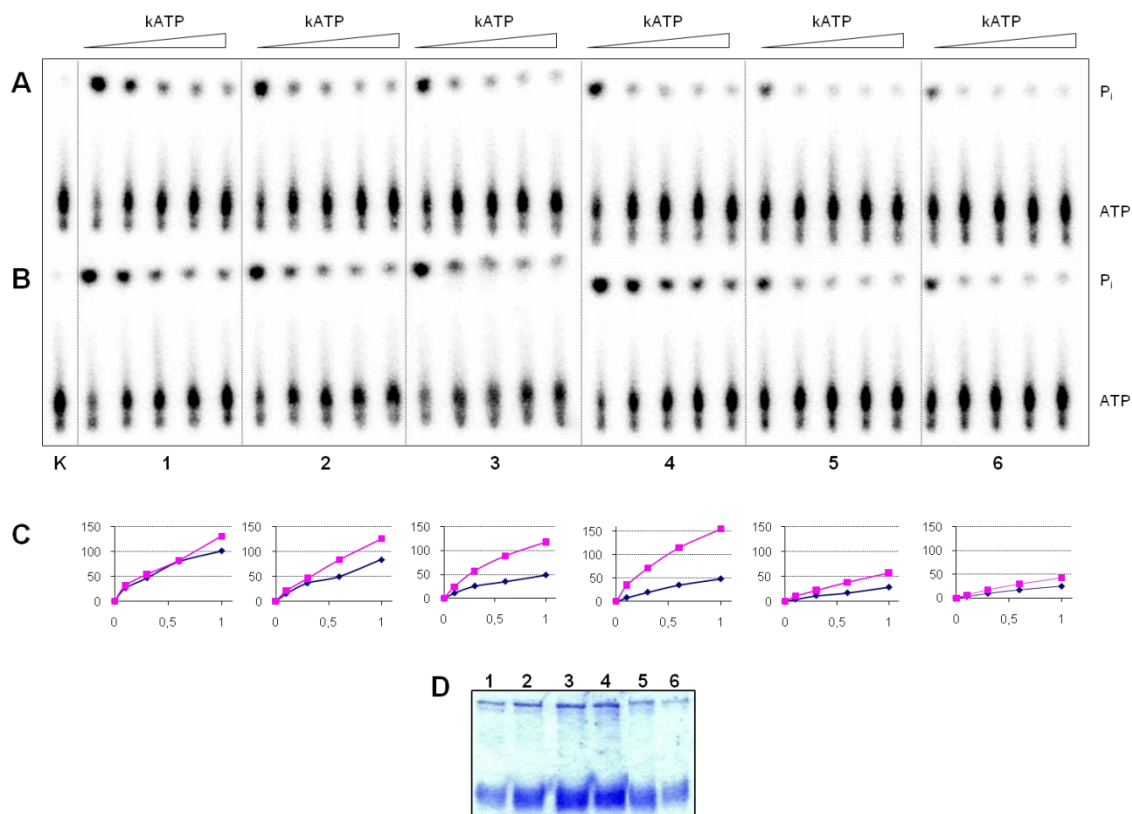 kATP kATP kATP kATP kATP kATP
A Pi
ATP
B Pi
ATP
K 1 2 3 4 5 6
C
150 150 150 150 150 150
100 100 100 100 100 100
50 50 50 50 50 50
0 0 0 0 0 0
0 0,5 1 0 0,5 1 0 0,5 1 0 0,5 1 0 0,5 1 0 0,5 1
D 1 2 3 4 5 6